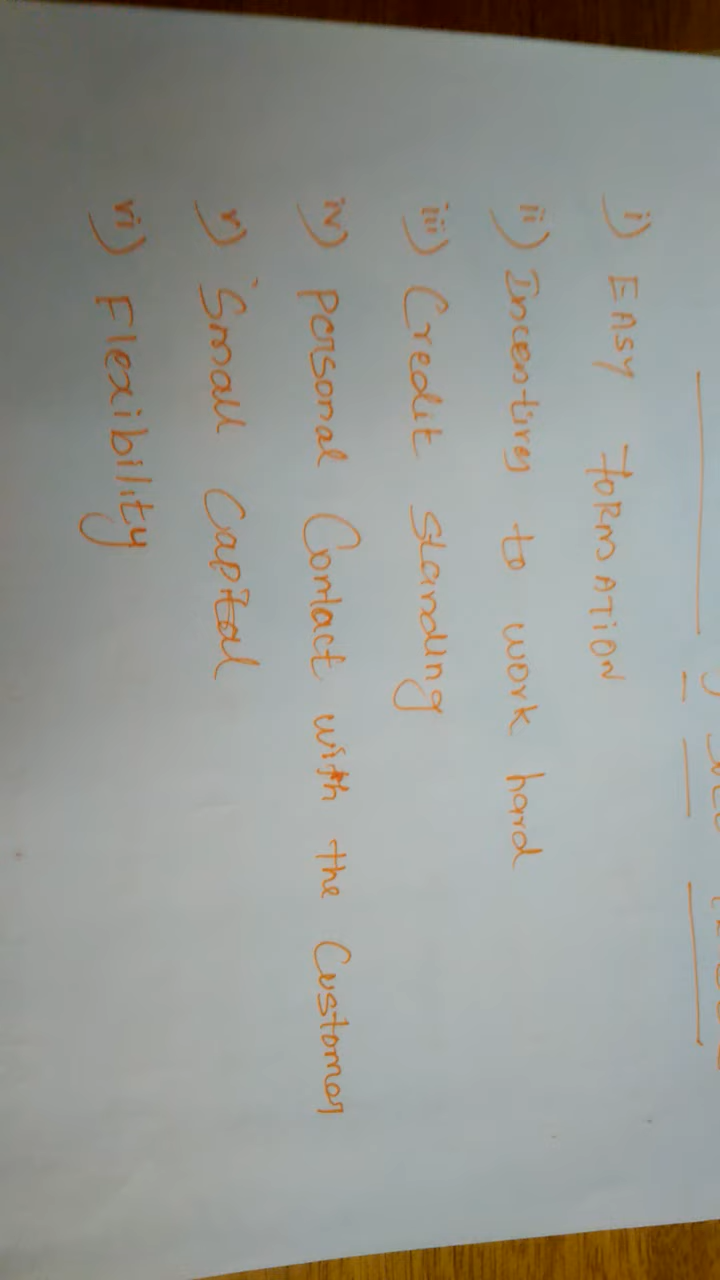 i) EASY FORMATION
ii) Incentives to work hard
iii) Credit standing
iv) Personal Contact with the Customer
v) Small Capital
vi) Flexibility